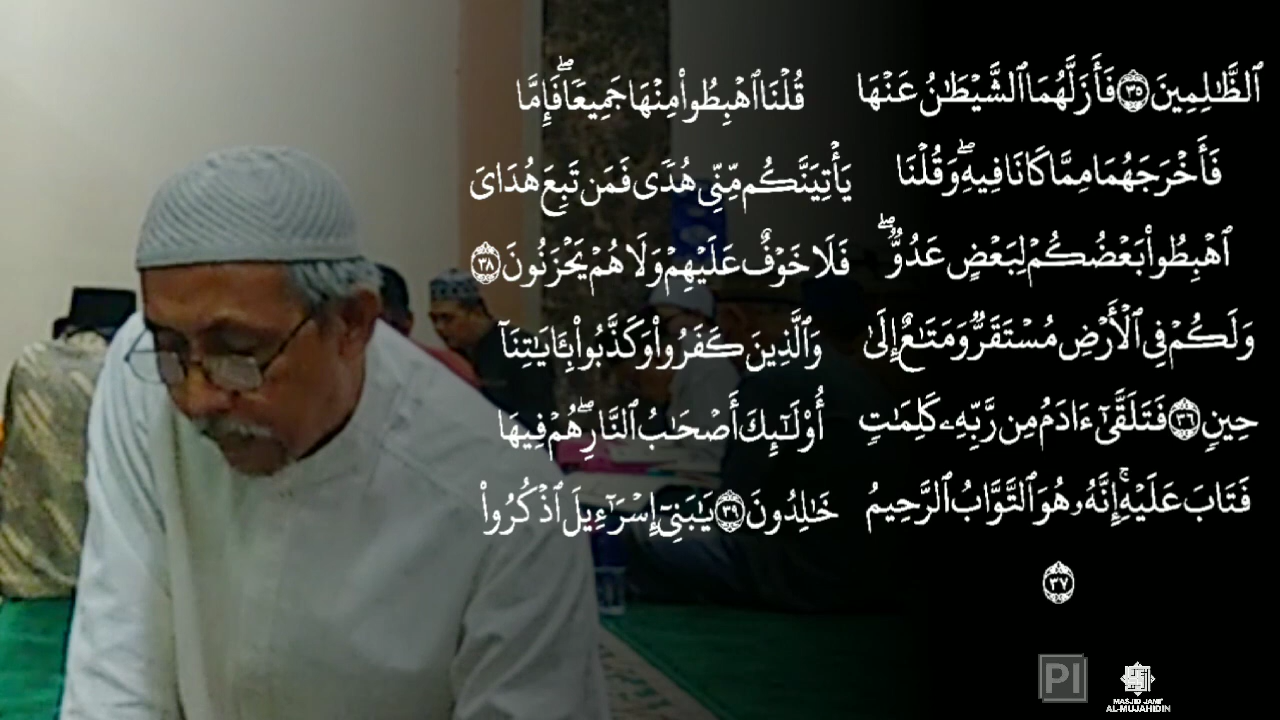 ٱلظَّٰلِمِينَ ٣٥ فَأَزَلَّهُمَا ٱلشَّيْطَٰنُ عَنْهَا
فَأَخْرَجَهُمَا مِمَّا كَانَا فِيهِ ۖ وَقُلْنَا
ٱهْبِطُوا۟ بَعْضُكُمْ لِبَعْضٍ عَدُوٌّ ۖ
وَلَكُمْ فِى ٱلْأَرْضِ مُسْتَقَرٌّ وَمَتَٰعٌ إِلَىٰ
حِينٍ ٣٦ فَتَلَقَّىٰٓ ءَادَمُ مِن رَّبِّهِۦ كَلِمَٰتٍ
فَتَابَ عَلَيْهِ ۚ إِنَّهُۥ هُوَ ٱلتَّوَّابُ ٱلرَّحِيمُ
٣٧
قُلْنَا ٱهْبِطُوا۟ مِنْهَا جَمِيعًا ۖ فَإِمَّا
يَأْتِيَنَّكُم مِّنِّى هُدًى فَمَن تَبِعَ هُدَاىَ
فَلَا خَوْفٌ عَلَيْهِمْ وَلَا هُمْ يَحْزَنُونَ ٣٨
وَٱلَّذِينَ كَفَرُوا۟ وَكَذَّبُوا۟ بِـَٔايَٰتِنَآ
أُو۟لَٰٓئِكَ أَصْحَٰبُ ٱلنَّارِ ۖ هُمْ فِيهَا
خَٰلِدُونَ ٣٩ يَٰبَنِىٓ إِسْرَٰٓءِيلَ ٱذْكُرُوا۟
PI
MASJID JAMI'
AL-MUJAHIDIN